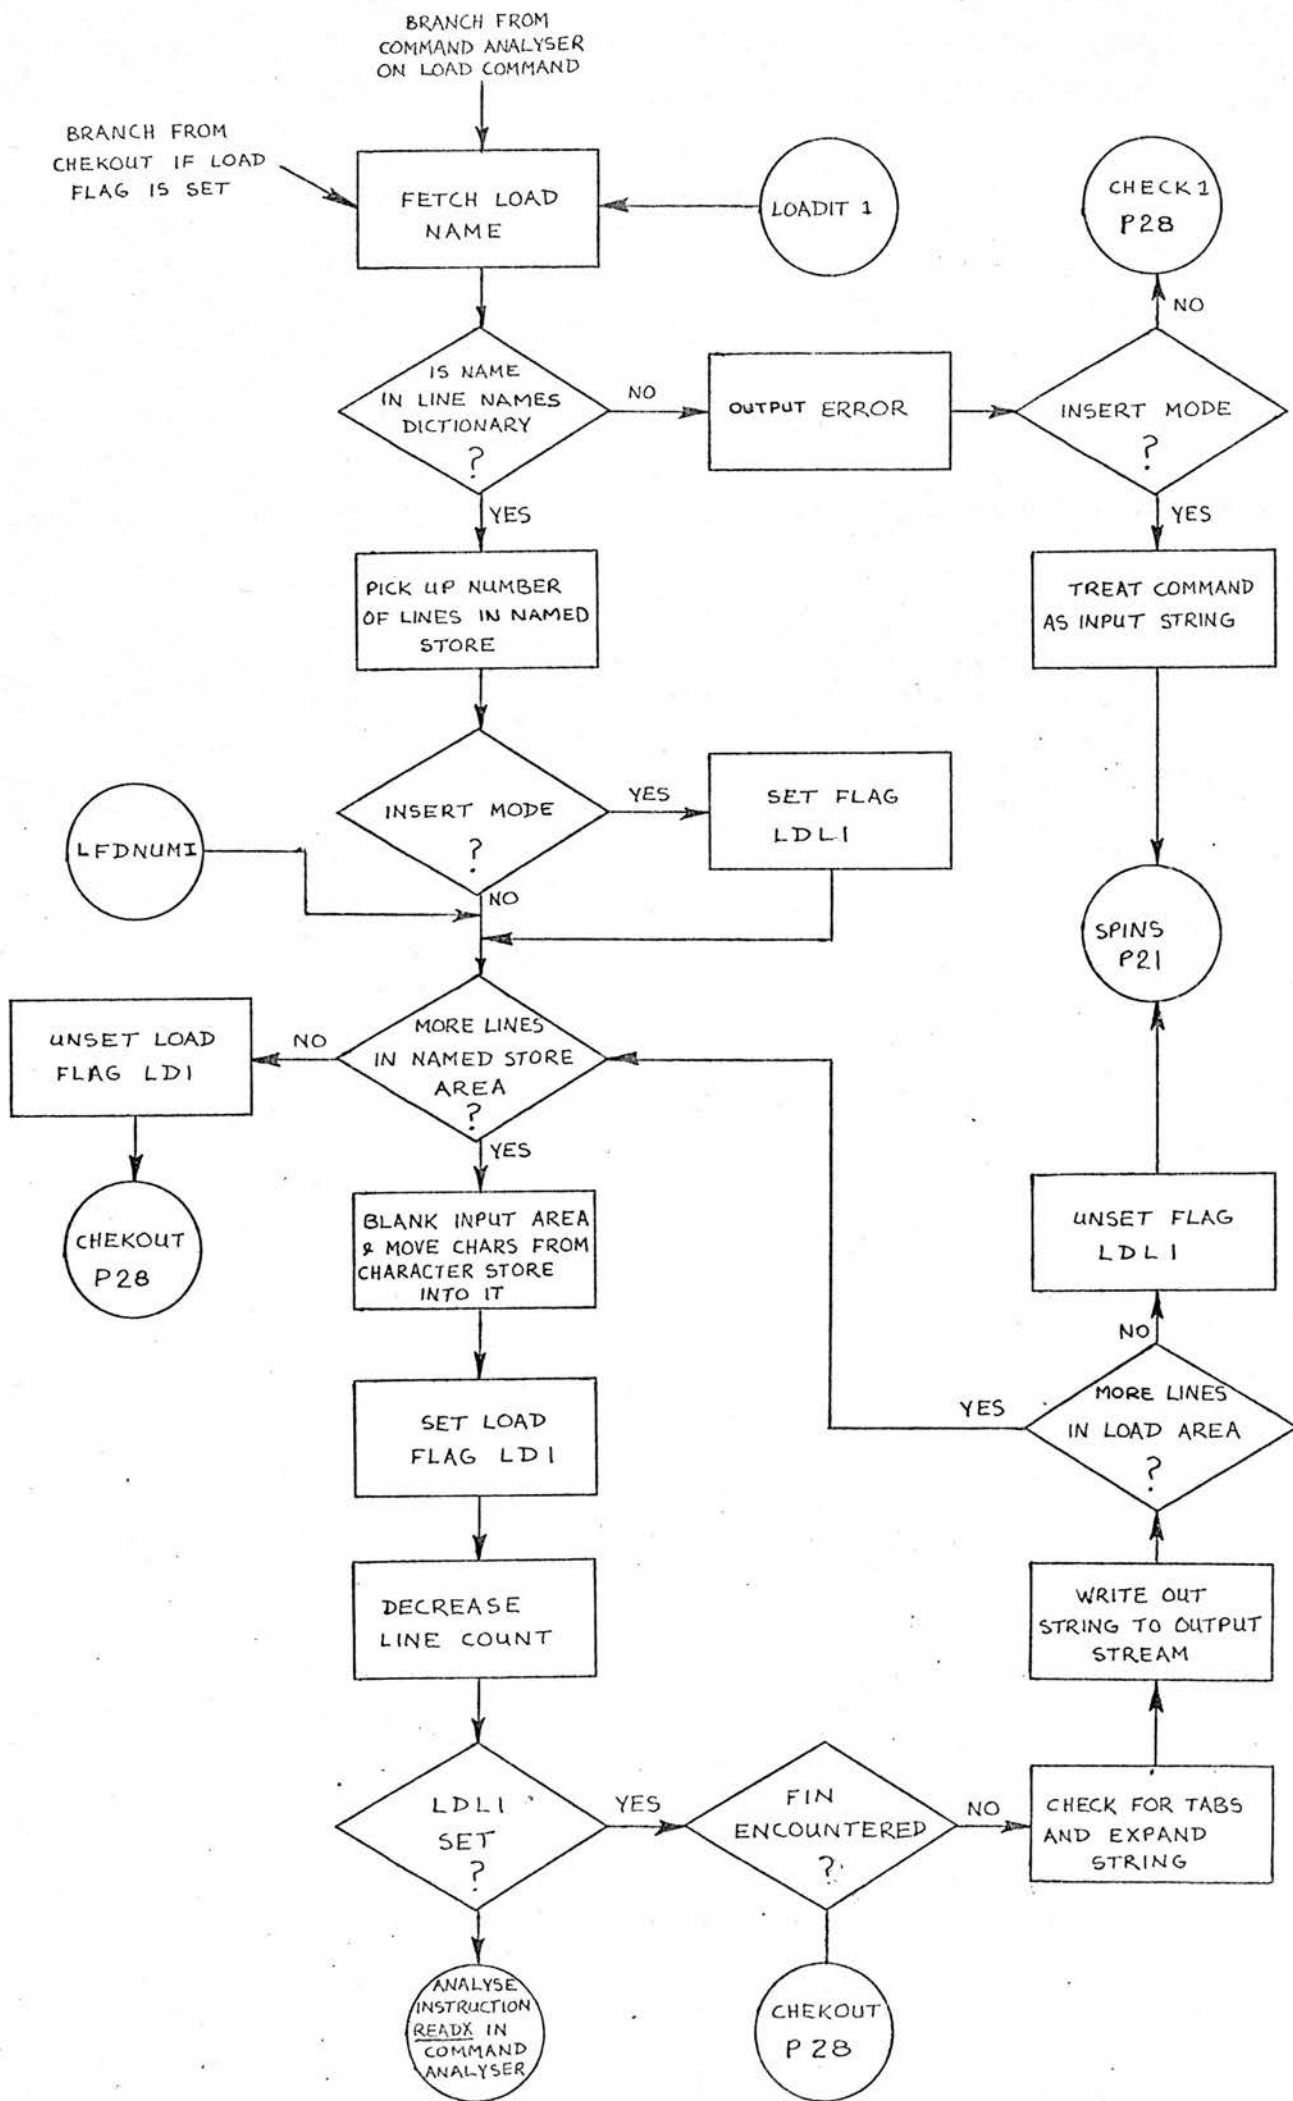 BRANCH FROM
COMMAND ANALYSER
ON LOAD COMMAND
BRANCH FROM
CHEKOUT IF LOAD
FLAG IS SET
FETCH LOAD
NAME
LOADIT 1
CHECK 1
P28
NO
IS NAME
IN LINE NAMES
DICTIONARY
?
NO
OUTPUT ERROR
INSERT MODE
?
YES
YES
PICK UP NUMBER
OF LINES IN NAMED
STORE
TREAT COMMAND
AS INPUT STRING
INSERT MODE
?
YES
SET FLAG
LDL1
LFDNUMI
NO
SPINS
P21
UNSET LOAD
FLAG LD1
NO
MORE LINES
IN NAMED STORE
AREA
?
YES
CHEKOUT
P28
BLANK INPUT AREA
& MOVE CHARS FROM
CHARACTER STORE
INTO IT
UNSET FLAG
LDL1
NO
SET LOAD
FLAG LD1
YES
MORE LINES
IN LOAD AREA
?
DECREASE
LINE COUNT
WRITE OUT
STRING TO OUTPUT
STREAM
LDL1
SET
?
YES
FIN
ENCOUNTERED
?
NO
CHECK FOR TABS
AND EXPAND
STRING
ANALYSE
INSTRUCTION
READX IN
COMMAND
ANALYSER
CHEKOUT
P28